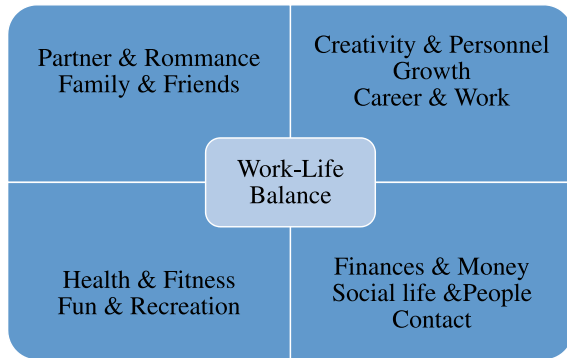 Partner & Rommance
Family & Friends
Creativity & Personnel
Growth
Career & Work
Work-Life
Balance
Health & Fitness
Fun & Recreation
Finances & Money
Social life &People
Contact